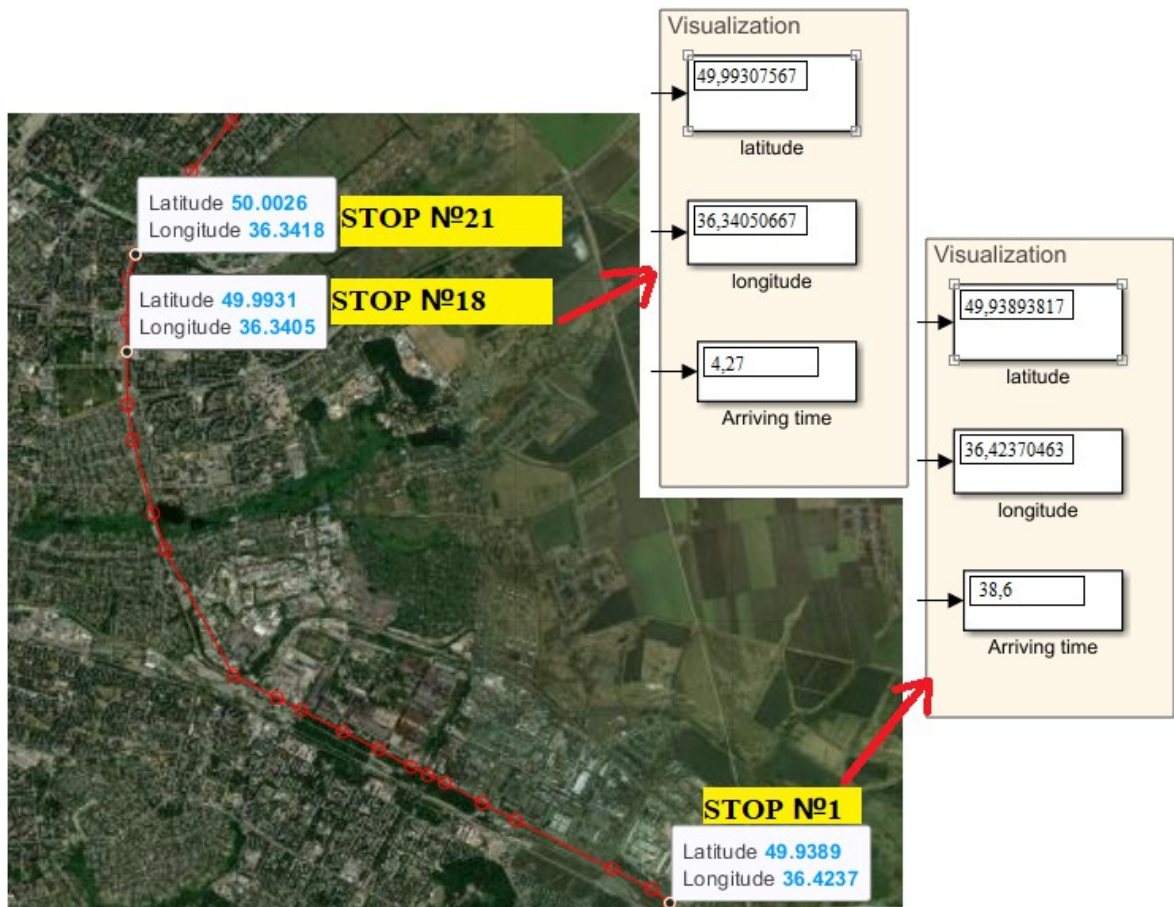 Visualization
49,99307567
latitude
36,34050667
longitude
4,27
Arriving time
Latitude 50.0026
Longitude 36.3418
STOP №21
Latitude 49.9931
Longitude 36.3405
STOP №18
Visualization
49,93893817
latitude
36,42370463
longitude
38,6
Arriving time
STOP №1
Latitude 49.9389
Longitude 36.4237